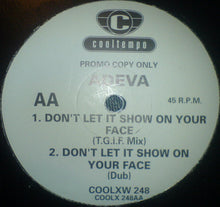 C
cooltempo
PROMO COPY ONLY
ADEVA
AA
45 R.P.M.
1. DON'T LET IT SHOW ON YOUR
FACE
(T.G.I.F. Mix)
2. DON'T LET IT SHOW ON
YOUR FACE
(Dub)
COOLXW 248
COOLX 248AA